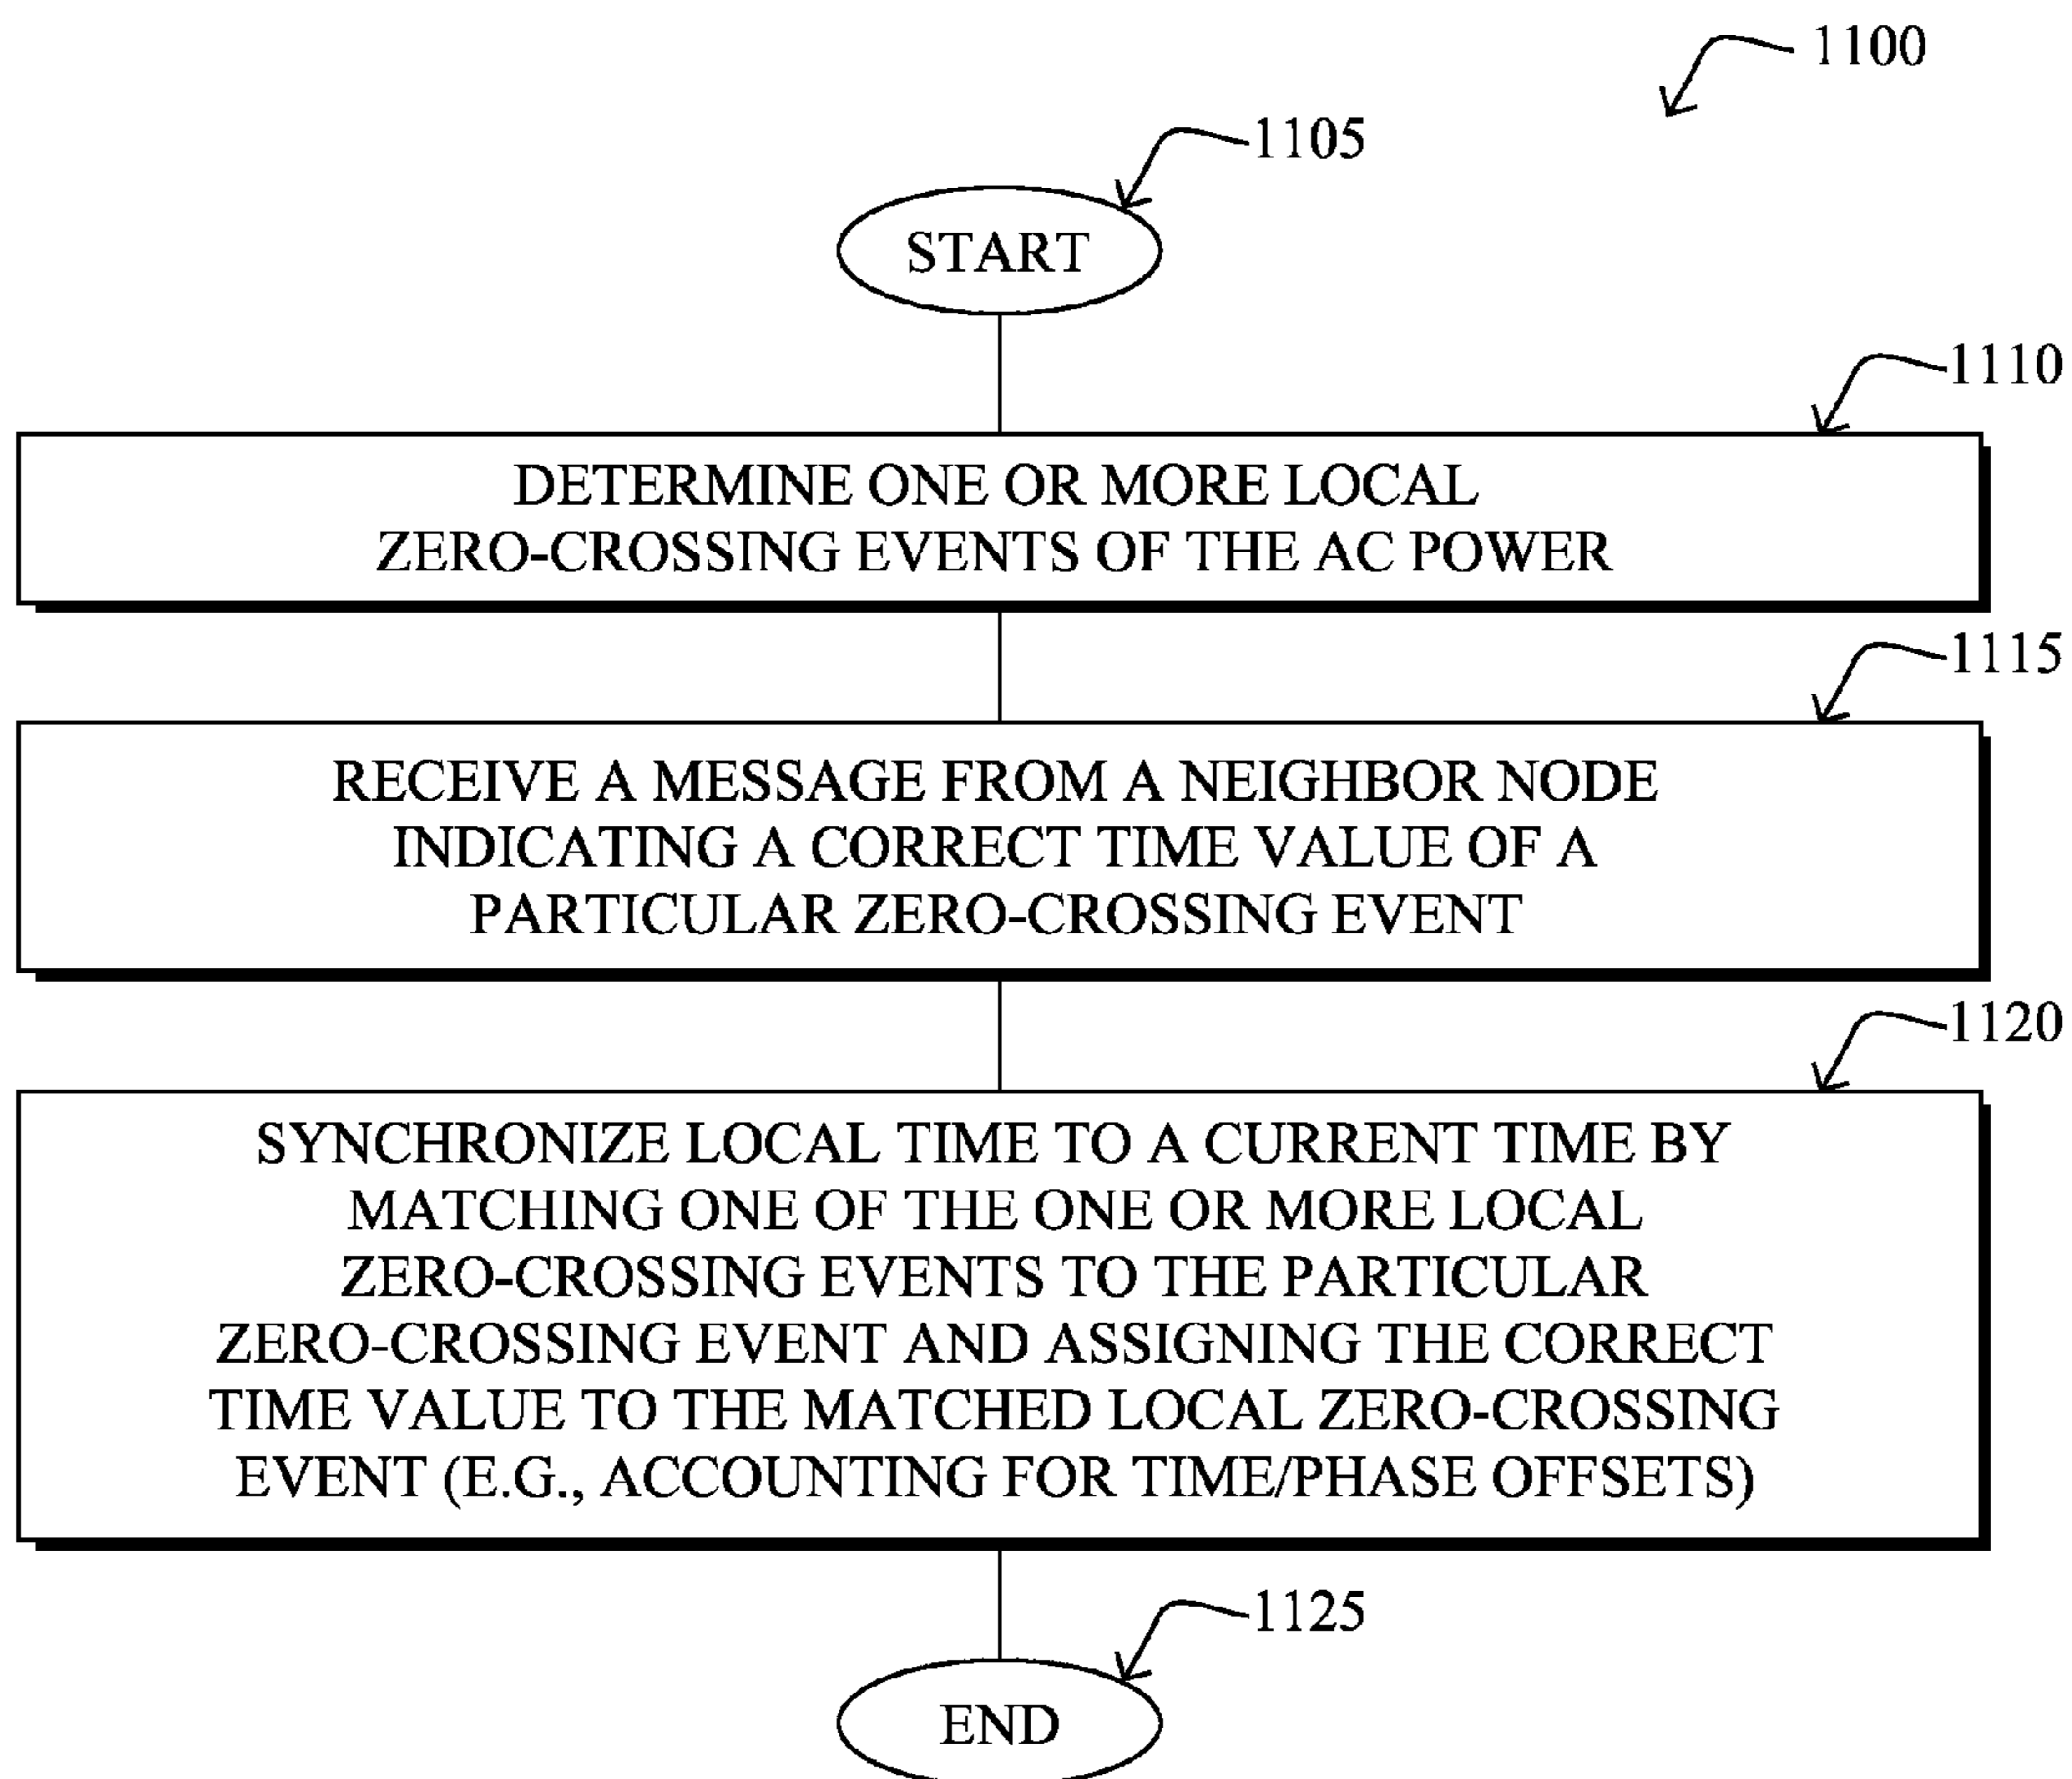 1100
1105
START
1110
DETERMINE ONE OR MORE LOCAL
ZERO-CROSSING EVENTS OF THE AC POWER
1115
RECEIVE A MESSAGE FROM A NEIGHBOR NODE
INDICATING A CORRECT TIME VALUE OF A
PARTICULAR ZERO-CROSSING EVENT
1120
SYNCHRONIZE LOCAL TIME TO A CURRENT TIME BY
MATCHING ONE OF THE ONE OR MORE LOCAL
ZERO-CROSSING EVENTS TO THE PARTICULAR
ZERO-CROSSING EVENT AND ASSIGNING THE CORRECT
TIME VALUE TO THE MATCHED LOCAL ZERO-CROSSING
EVENT (E.G., ACCOUNTING FOR TIME/PHASE OFFSETS)
1125
END